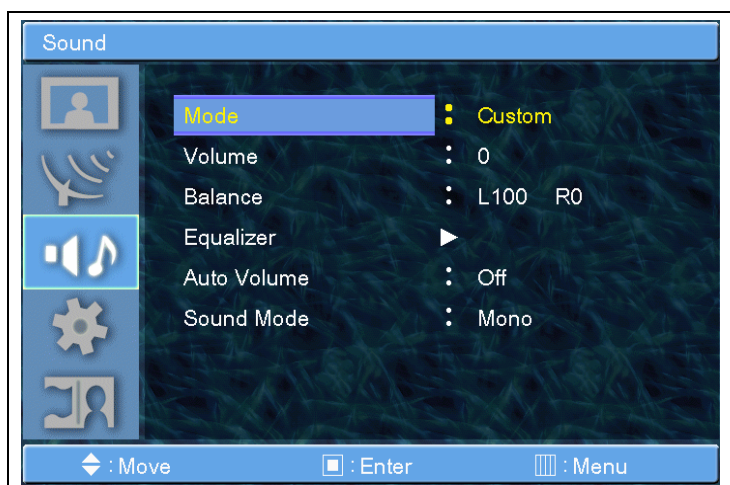 Sound
Mode : Custom
Volume : 0
Balance : L100 R0
Equalizer
Auto Volume : Off
Sound Mode : Mono
: Move : Enter : Menu